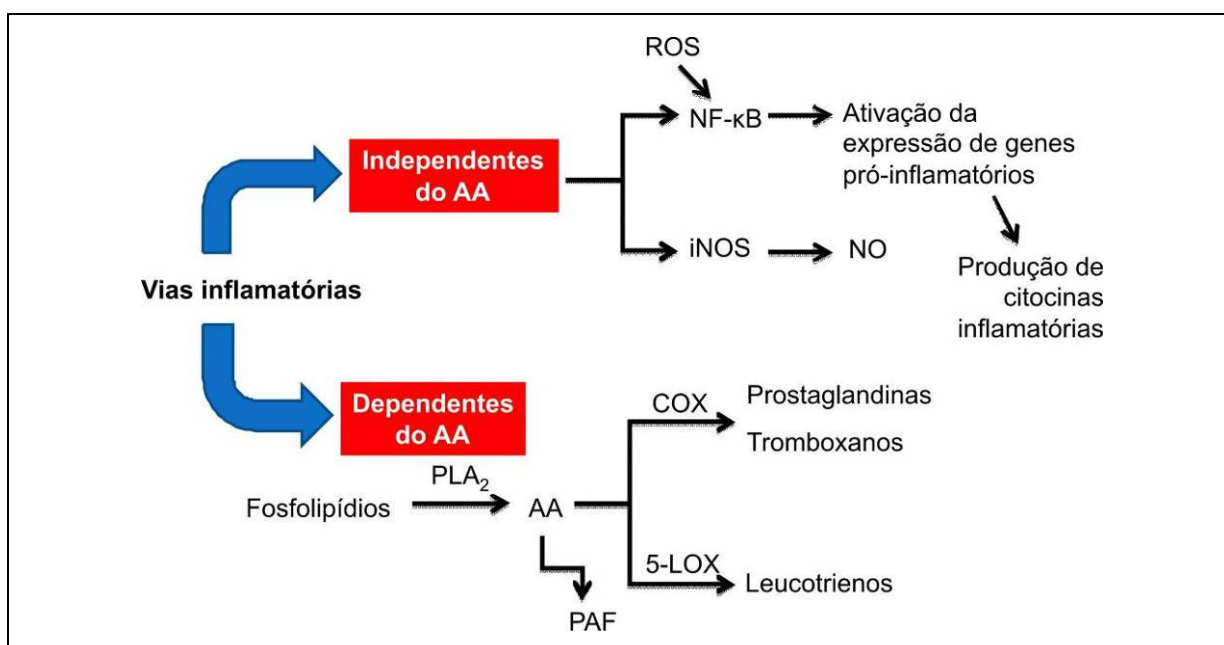 ROS
NF-κB
Ativação da
expressão de genes
pró-inflamatórios
Independentes
do AA
iNOS
NO
Produção de
citocinas
inflamatórias
Vias inflamatórias
Dependentes
do AA
COX
Prostaglandinas
Tromboxanos
Fosfolipídios
PLA₂
AA
5-LOX
Leucotrienos
PAF